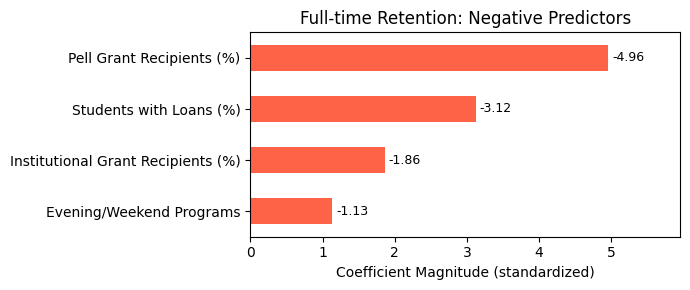 Full-time Retention: Negative Predictors
Pell Grant Recipients (%)
-4.96
Students with Loans (%)
-3.12
Institutional Grant Recipients (%)
-1.86
Evening/Weekend Programs
-1.13
0 1 2 3 4 5
Coefficient Magnitude (standardized)